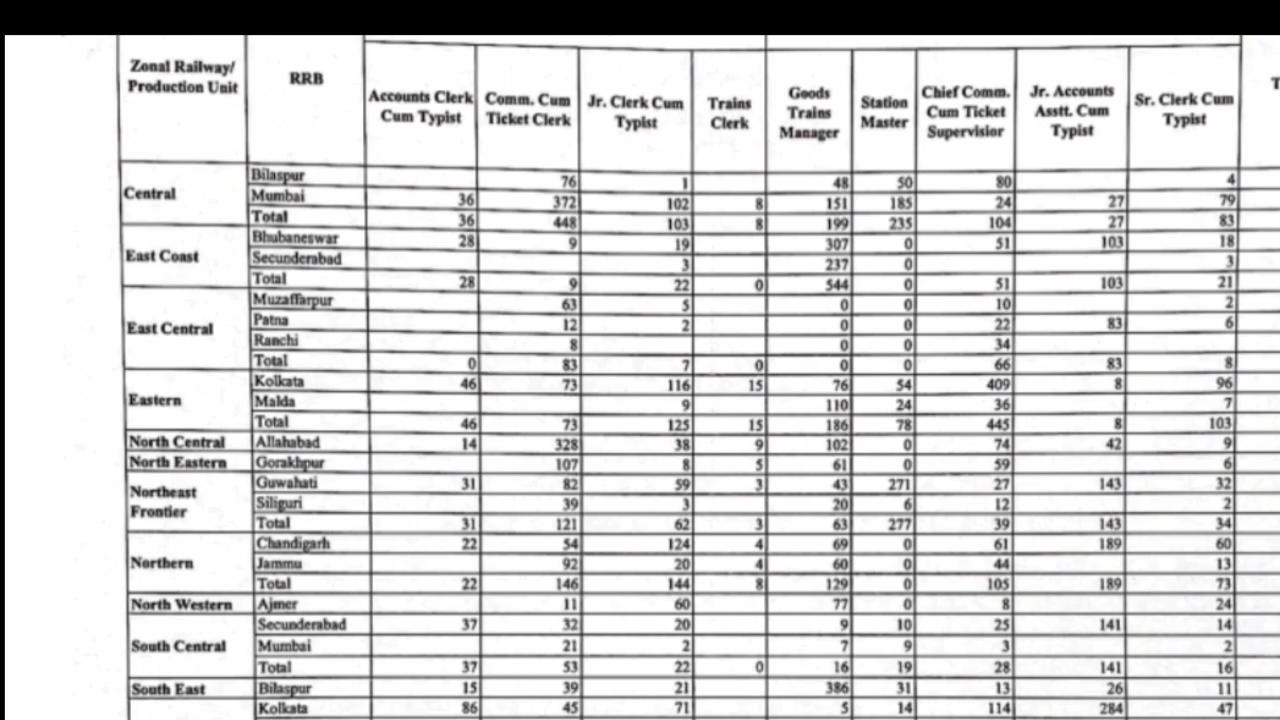 Zonal Railway/ Production Unit RRB Accounts Clerk Cum Typist Comm. Cum Ticket Clerk Jr. Clerk Cum Typist Trains Clerk Goods Trains Manager Station Master Chief Comm. Cum Ticket Supervisior Jr. Accounts Asstt. Cum Typist Sr. Clerk Cum Typist T
Central Bilaspur 76 1 48 50 80 4
Mumbai 36 372 102 8 151 185 24 27 79
Total 36 448 103 8 199 235 104 27 83
East Coast Bhubaneswar 28 9 19 307 0 51 103 18
Secunderabad 3 237 0 3
Total 28 9 22 0 544 0 51 103 21
East Central Muzaffarpur 63 5 0 0 10 2
Patna 12 2 0 0 22 83 6
Ranchi 8 0 0 34
Total 0 83 7 0 0 0 66 83 8
Eastern Kolkata 46 73 116 15 76 54 409 8 96
Malda 9 110 24 36 7
Total 46 73 125 15 186 78 445 8 103
North Central Allahabad 14 328 38 9 102 0 74 42 9
North Eastern Gorakhpur 107 8 5 61 0 59 6
Northeast Frontier Guwahati 31 82 59 3 43 271 27 143 32
Siliguri 39 3 20 6 12 2
Total 31 121 62 3 63 277 39 143 34
Northern Chandigarh 22 54 124 4 69 0 61 189 60
Jammu 92 20 4 60 0 44 13
Total 22 146 144 8 129 0 105 189 73
North Western Ajmer 11 60 77 0 8 24
South Central Secunderabad 37 32 20 9 10 25 141 14
Mumbai 21 2 7 9 3 2
Total 37 53 22 0 16 19 28 141 16
South East Bilaspur 15 39 21 386 31 13 26 11
Kolkata 86 45 71 5 14 114 284 47